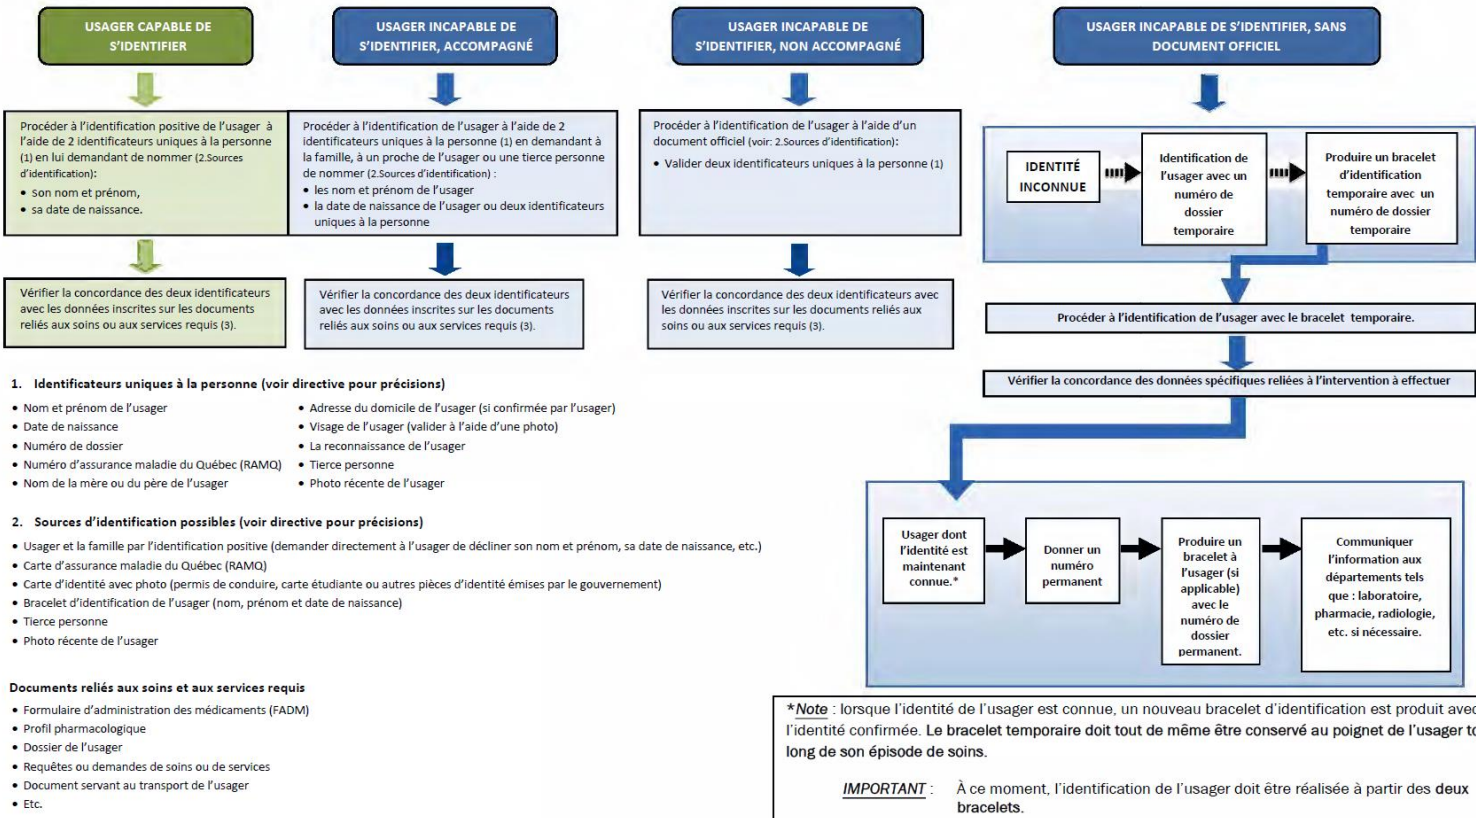 USAGER CAPABLE DE
S'IDENTIFIER
Procéder à l'identification positive de l'usager à
l'aide de 2 identificateurs uniques à la personne
(1) en lui demandant de nommer (2.Sources
d'identification):
• son nom et prénom,
• sa date de naissance.
Vérifier la concordance des deux identificateurs
avec les données inscrites sur les documents
reliés aux soins ou aux services requis (3).
USAGER INCAPABLE DE
S'IDENTIFIER, ACCOMPAGNÉ
Procéder à l'identification de l'usager à l'aide de 2
identificateurs uniques à la personne (1) en demandant à
la famille, à un proche de l'usager ou une tierce personne
de nommer (2.Sources d'identification) :
• les nom et prénom de l'usager
• la date de naissance de l'usager ou deux identificateurs
uniques à la personne
Vérifier la concordance des deux identificateurs
avec les données inscrites sur les documents
reliés aux soins ou aux services requis (3).
USAGER INCAPABLE DE
S'IDENTIFIER, NON ACCOMPAGNÉ
Procéder à l'identification de l'usager à l'aide d'un
document officiel (voir: 2.Sources d'identification):
• Valider deux identificateurs uniques à la personne (1)
Vérifier la concordance des deux identificateurs avec
les données inscrites sur les documents reliés aux
soins ou aux services requis (3).
USAGER INCAPABLE DE S'IDENTIFIER, SANS
DOCUMENT OFFICIEL
IDENTITÉ
INCONNUE
Identification de
l'usager avec un
numéro de
dossier
temporaire
Produire un bracelet
d'identification
temporaire avec un
numéro de dossier
temporaire
Procéder à l'identification de l'usager avec le bracelet temporaire.
Vérifier la concordance des données spécifiques reliées à l'intervention à effectuer
Usager dont
l'identité est
maintenant
connue.*
Donner un
numéro
permanent
Produire un
bracelet à
l'usager (si
applicable)
avec le
numéro de
dossier
permanent.
Communiquer
l'information aux
départements tels
que : laboratoire,
pharmacie, radiologie,
etc. si nécessaire.
*Note : lorsque l'identité de l'usager est connue, un nouveau bracelet d'identification est produit avec
l'identité confirmée. Le bracelet temporaire doit tout de même être conservé au poignet de l'usager
long de son épisode de soins.
IMPORTANT : À ce moment, l'identification de l'usager doit être réalisée à partir des deux
bracelets.
1. Identificateurs uniques à la personne (voir directive pour précisions)
• Nom et prénom de l'usager
• Date de naissance
• Numéro de dossier
• Numéro d'assurance maladie du Québec (RAMQ)
• Nom de la mère ou du père de l'usager
• Adresse du domicile de l'usager (si confirmée par l'usager)
• Visage de l'usager (valider à l'aide d'une photo)
• La reconnaissance de l'usager
• Tierce personne
• Photo récente de l'usager
2. Sources d'identification possibles (voir directive pour précisions)
• Usager et la famille par l'identification positive (demander directement à l'usager de décliner son nom et prénom, sa date de naissance, etc.)
• Carte d'assurance maladie du Québec (RAMQ)
• Carte d'identité avec photo (permis de conduire, carte étudiante ou autres pièces d'identité émises par le gouvernement)
• Bracelet d'identification de l'usager (nom, prénom et date de naissance)
• Tierce personne
• Photo récente de l'usager
Documents reliés aux soins et aux services requis
• Formulaire d'administration des médicaments (FADM)
• Profil pharmacologique
• Dossier de l'usager
• Requêtes ou demandes de soins ou de services
• Document servant au transport de l'usager
• Etc.